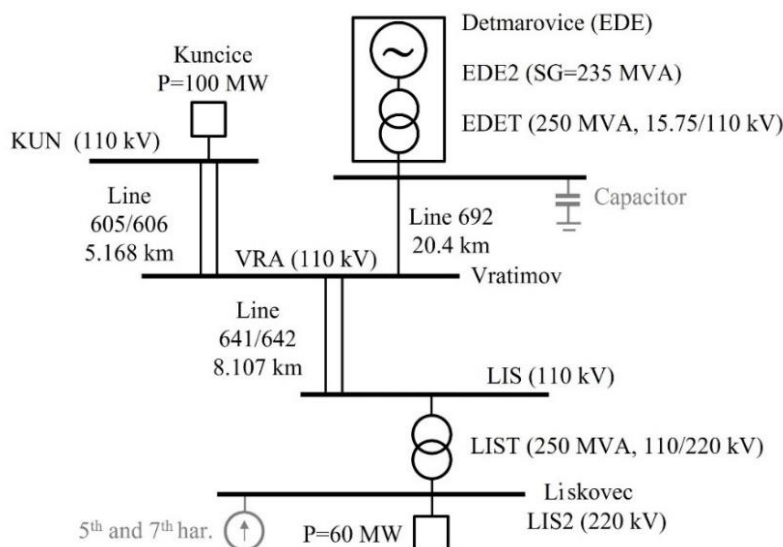 Detmarovice (EDE)
Kuncice
P=100 MW
EDE2 (SG=235 MVA)
EDET (250 MVA, 15.75/110 kV)
KUN (110 kV)
Line
605/606
5.168 km
Line 692
20.4 km
Capacitor
VRA (110 kV)
Vratimov
Line
641/642
8.107 km
LIS (110 kV)
LIST (250 MVA, 110/220 kV)
Liskovec
LIS2 (220 kV)
5th and 7th har.
P=60 MW